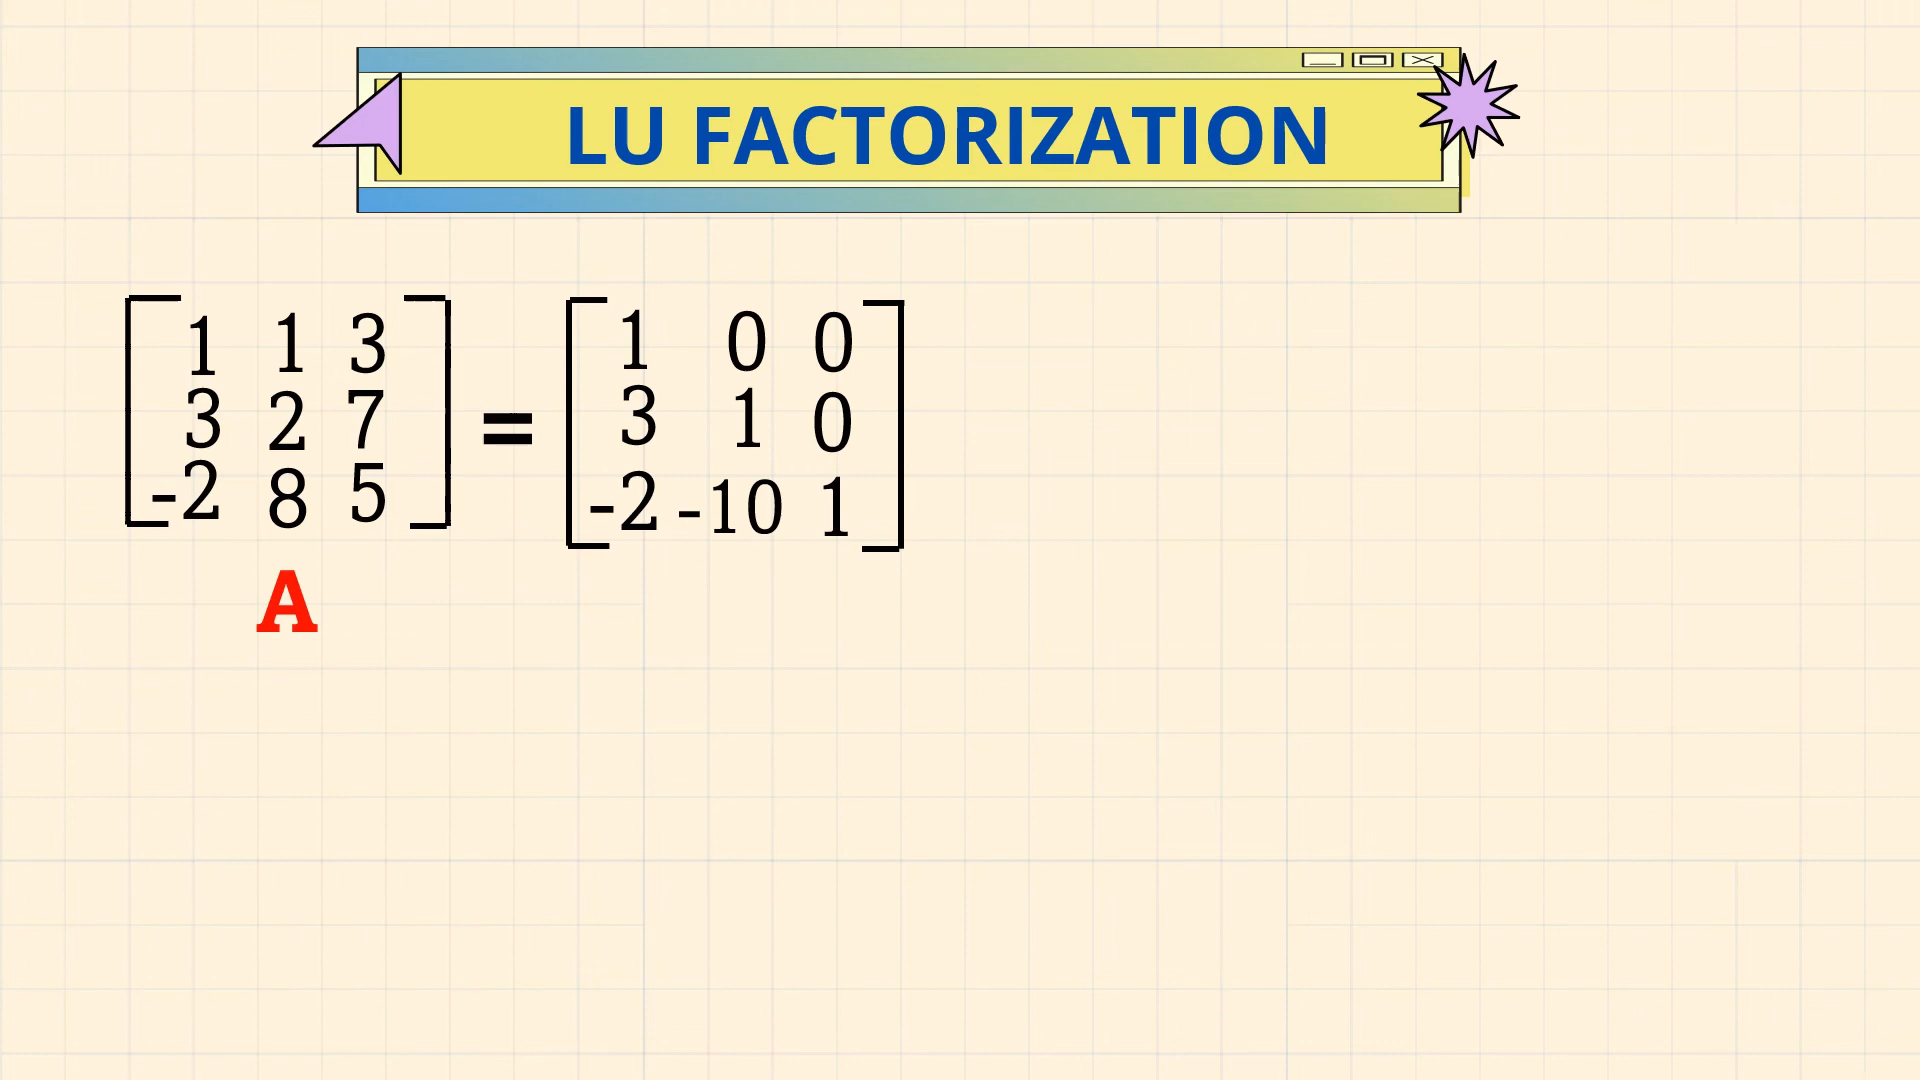 LU FACTORIZATION
1 1 3
3 2 7
-2 8 5
=
1 0 0
3 1 0
-2 -10 1
A